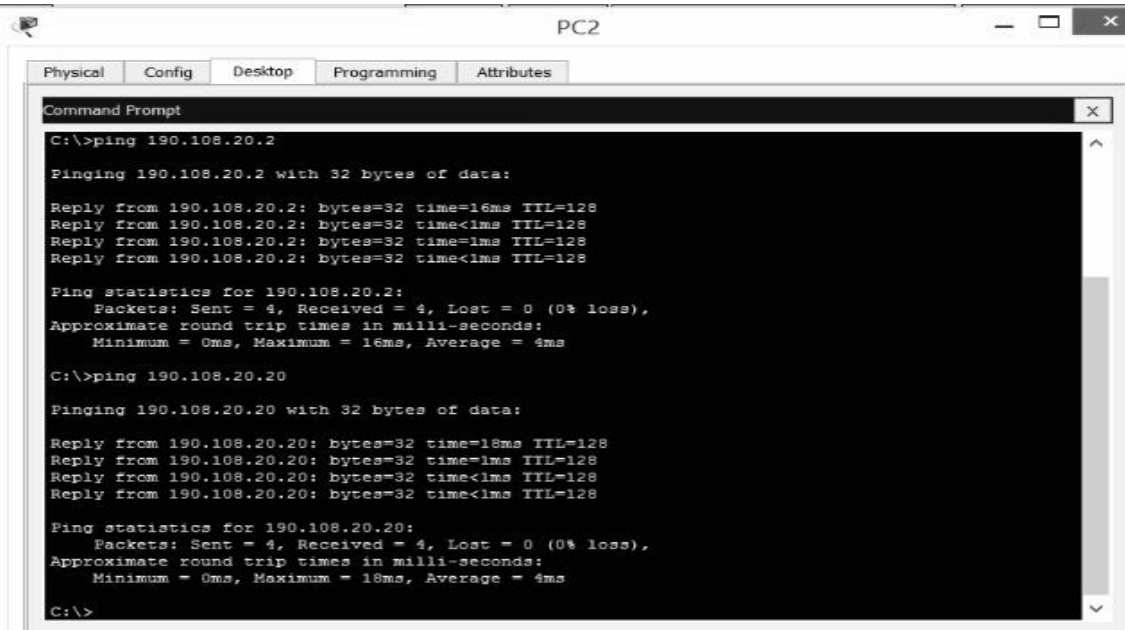 PC2
Physical Config Desktop Programming Attributes
Command Prompt
X
C:\>ping 190.108.20.2
Pinging 190.108.20.2 with 32 bytes of data:
Reply from 190.108.20.2: bytes=32 time=16ms TTL=128
Reply from 190.108.20.2: bytes=32 time<1ms TTL=128
Reply from 190.108.20.2: bytes=32 time=1ms TTL=128
Reply from 190.108.20.2: bytes=32 time<1ms TTL=128
Ping statistics for 190.108.20.2:
Packets: Sent = 4, Received = 4, Lost = 0 (0% loss),
Approximate round trip times in milli-seconds:
Minimum = 0ms, Maximum = 16ms, Average = 4ms
C:\>ping 190.108.20.20
Pinging 190.108.20.20 with 32 bytes of data:
Reply from 190.108.20.20: bytes=32 time=18ms TTL=128
Reply from 190.108.20.20: bytes=32 time=1ms TTL=128
Reply from 190.108.20.20: bytes=32 time<1ms TTL=128
Reply from 190.108.20.20: bytes=32 time<1ms TTL=128
Ping statistics for 190.108.20.20:
Packets: Sent = 4, Received = 4, Lost = 0 (0% loss),
Approximate round trip times in milli-seconds:
Minimum = 0ms, Maximum = 18ms, Average = 4ms
C:\>